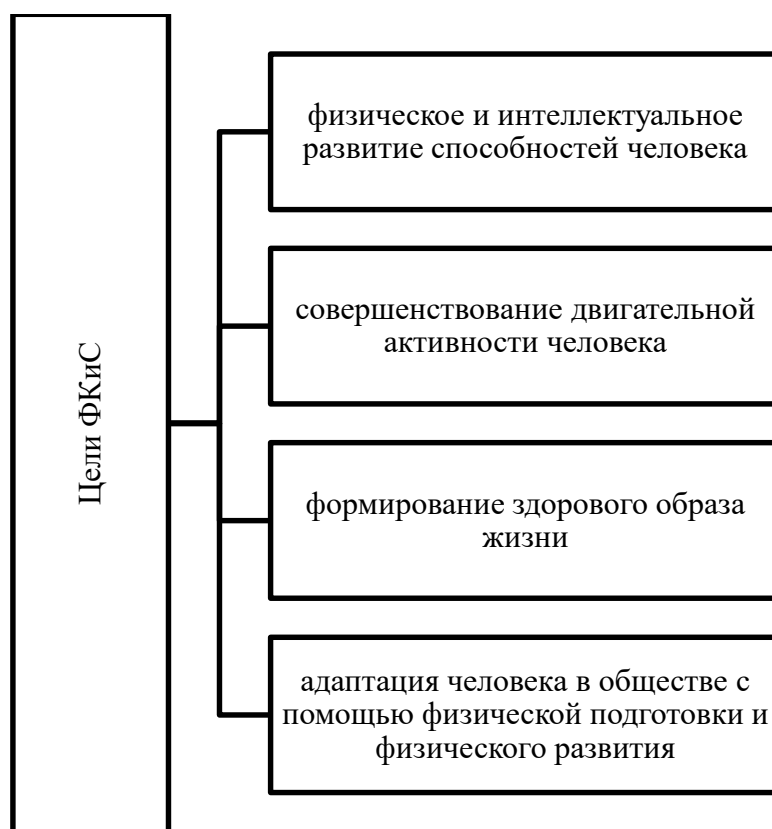 Цели ФКиС
физическое и интеллектуальное
развитие способностей человека
совершенствование двигательной
активности человека
формирование здорового образа
жизни
адаптация человека в обществе с
помощью физической подготовки и
физического развития